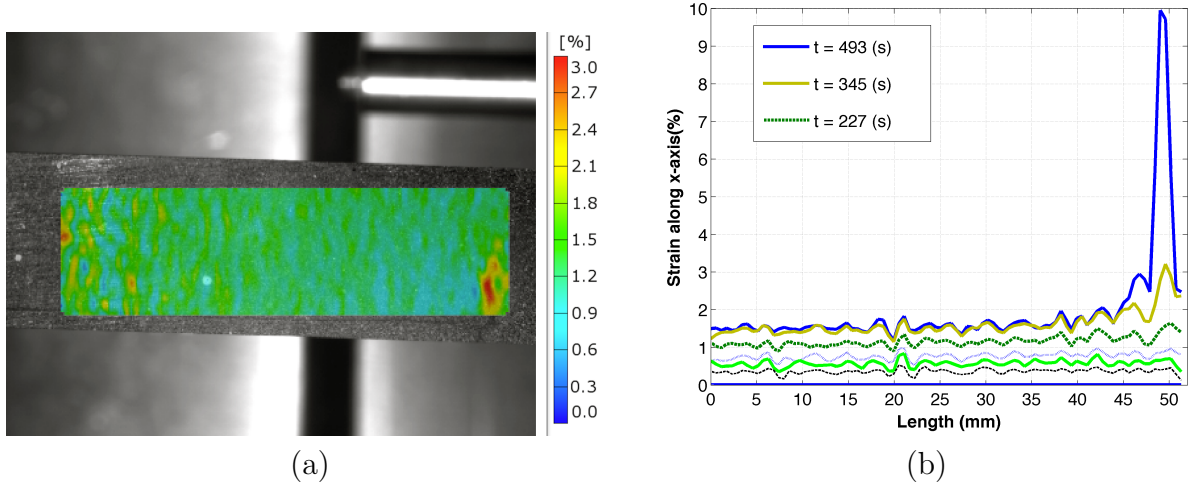 [%]
3.0
2.7
2.4
2.1
1.8
1.5
1.2
0.9
0.6
0.3
0.0
(a)
10
9
8
7
6
5
4
3
2
1
0
Strain along x-axis(%)
t = 493 (s)
t = 345 (s)
t = 227 (s)
0 5 10 15 20 25 30 35 40 45 50
Length (mm)
(b)